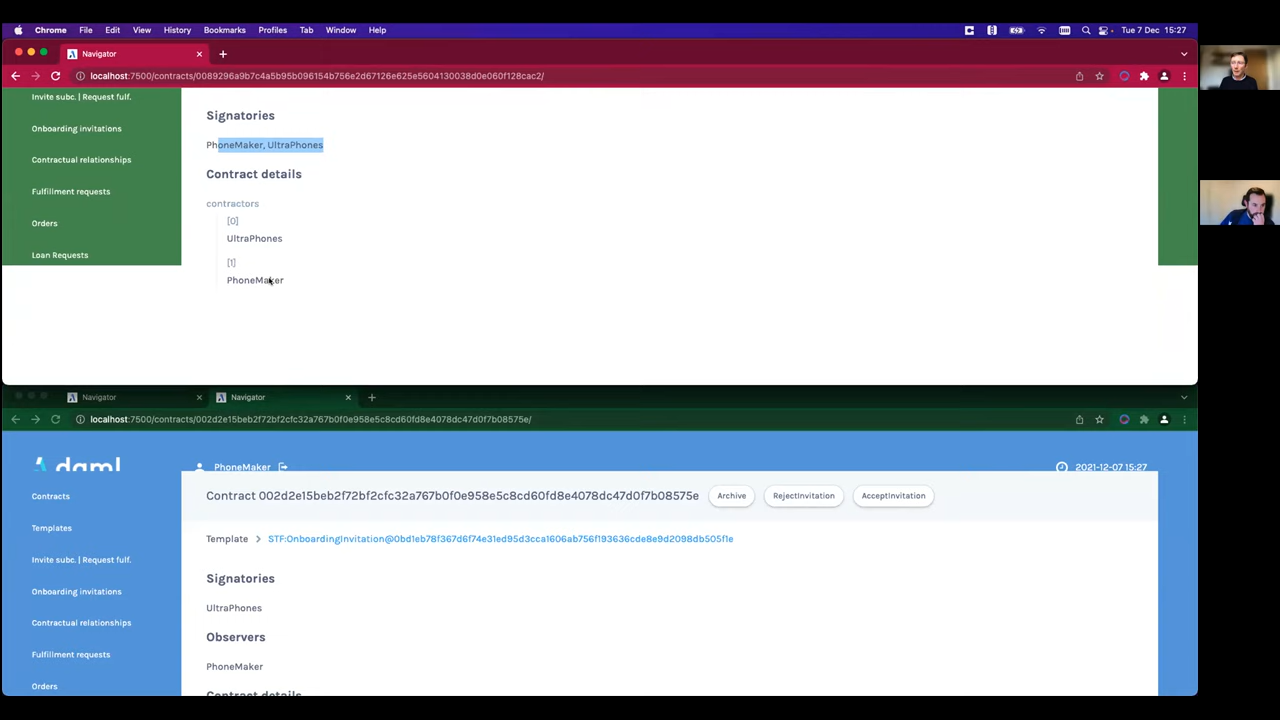 Chrome File Edit View History Bookmarks Profiles Tab Window Help Tue 7 Dec 15:27
Navigator
localhost:7500/contracts/0089296a9b7c4a5b95b096154b756e2d67126e625e5604130038d0e060f128cac2/
Invite subc. | Request fulf.
Onboarding invitations
Contractual relationships
Fulfillment requests
Orders
Loan Requests
Signatories
PhoneMaker, UltraPhones
Contract details
contractors
[0]
UltraPhones
[1]
PhoneMaker
Navigator Navigator
localhost:7500/contracts/002d2e15beb2f72bf2cfc32a767b0f0e958e5c8cd60fd8e4078dc47d0f7b08575e/
daml PhoneMaker 2021-12-07 15:27
Contracts
Templates
Invite subc. | Request fulf.
Onboarding invitations
Contractual relationships
Fulfillment requests
Orders
Contract 002d2e15beb2f72bf2cfc32a767b0f0e958e5c8cd60fd8e4078dc47d0f7b08575e Archive RejectInvitation AcceptInvitation
Template > STF:OnboardingInvitation@0bd1eb78f367d6f74e31ed95d3cca1606ab756f193636cde8e9d2098db505f1e
Signatories
UltraPhones
Observers
PhoneMaker
Contract details